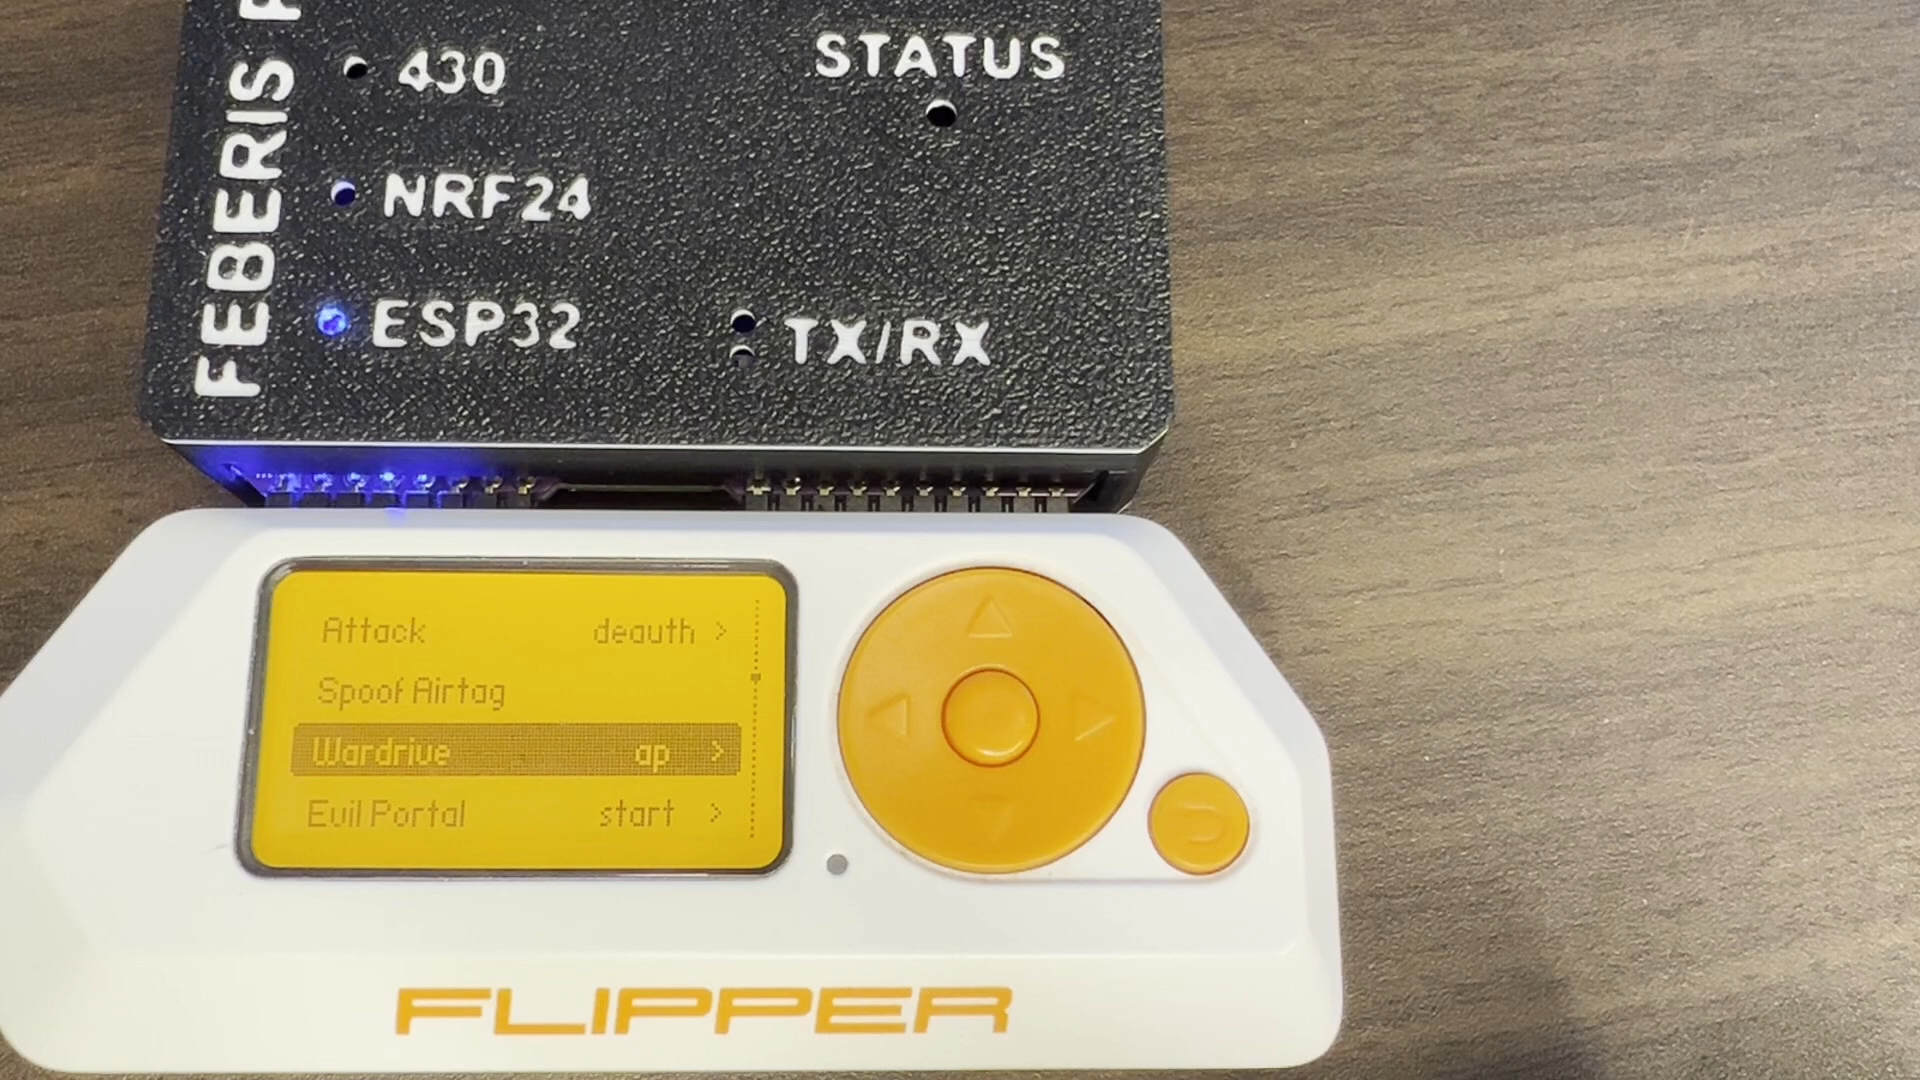 FEBERIS
430
STATUS
NRF24
ESP32
TX/RX
Attack deauth >
Spoof Airtag
Wardrive ap >
Evil Portal start >
FLIPPER